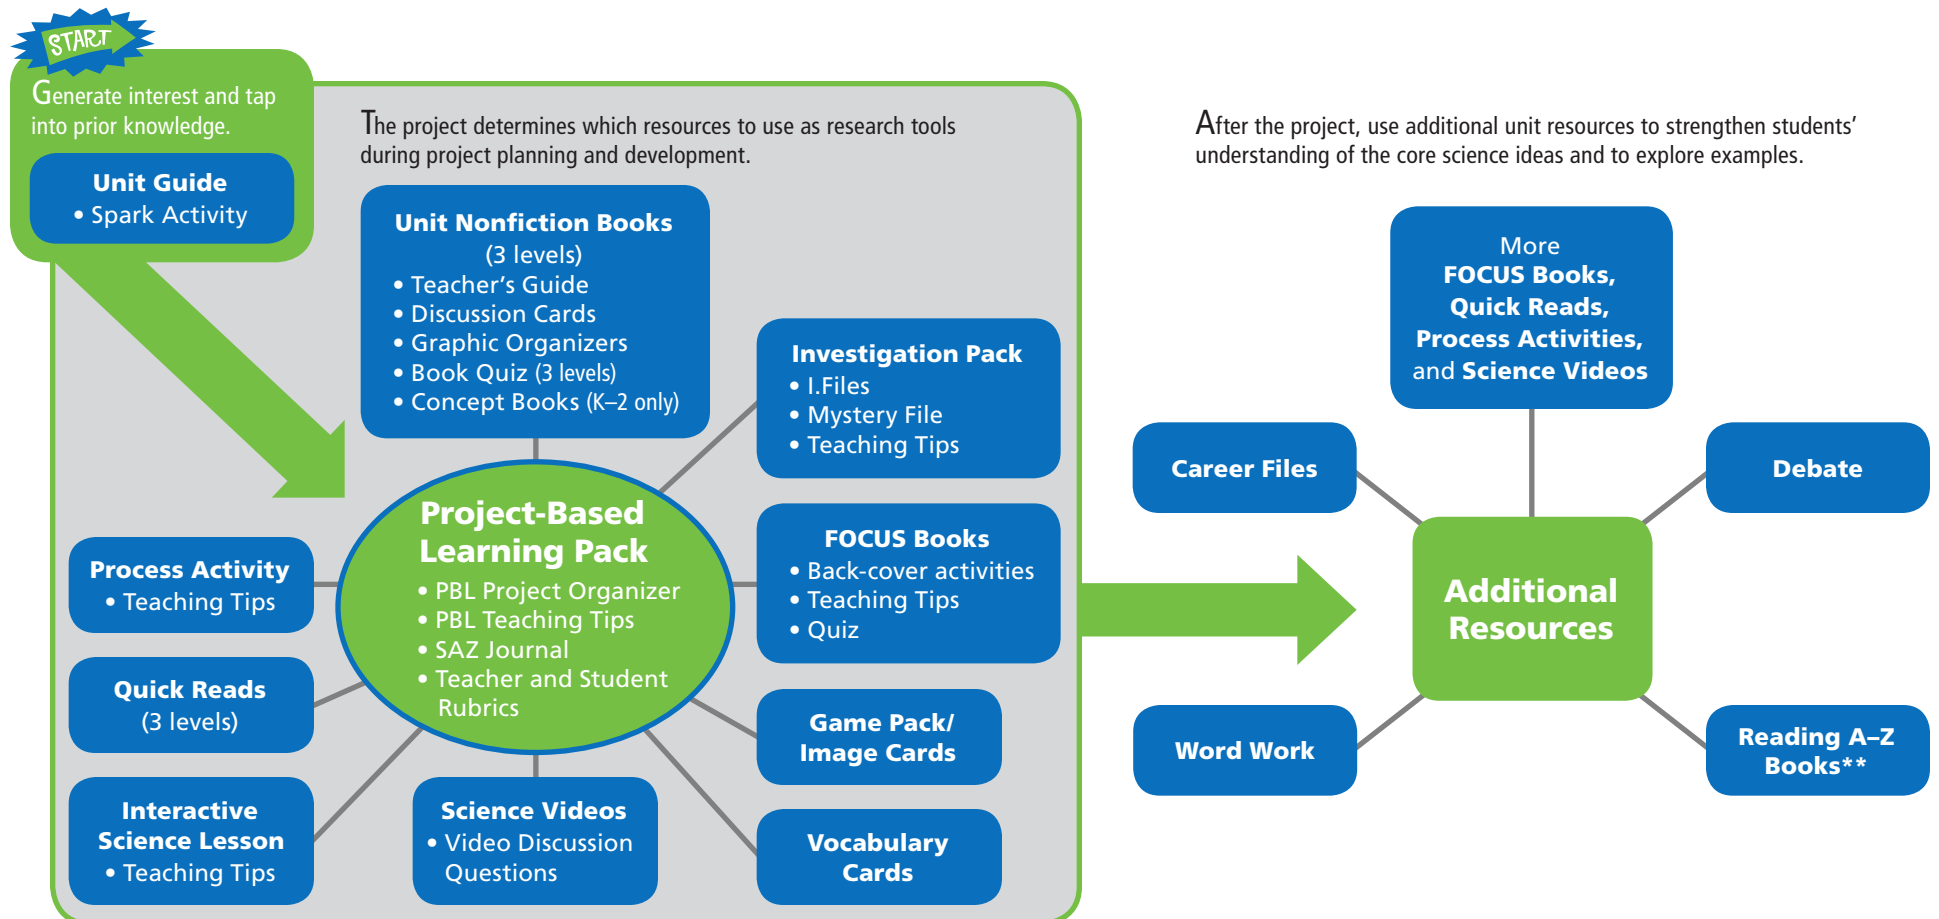 START
Generate interest and tap
into prior knowledge.
Unit Guide
• Spark Activity
The project determines which resources to use as research tools
during project planning and development.
Unit Nonfiction Books
(3 levels)
• Teacher’s Guide
• Discussion Cards
• Graphic Organizers
• Book Quiz (3 levels)
• Concept Books (K–2 only)
Investigation Pack
• I.Files
• Mystery File
• Teaching Tips
Project-Based
Learning Pack
• PBL Project Organizer
• PBL Teaching Tips
• SAZ Journal
• Teacher and Student
Rubrics
FOCUS Books
• Back-cover activities
• Teaching Tips
• Quiz
Process Activity
• Teaching Tips
Quick Reads
(3 levels)
Interactive
Science Lesson
• Teaching Tips
Science Videos
• Video Discussion
Questions
Game Pack/
Image Cards
Vocabulary
Cards
After the project, use additional unit resources to strengthen students’
understanding of the core science ideas and to explore examples.
More
FOCUS Books,
Quick Reads,
Process Activities,
and Science Videos
Career Files
Debate
Additional
Resources
Word Work
Reading A–Z
Books**